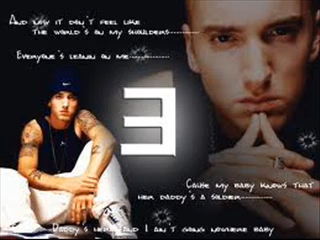 And now it don't feel like
the world's on my shoulders
Everyone's leanin on me
E
Cause my baby knows that
her daddy's a soldier
Daddy's here and I ain't going nowhere baby